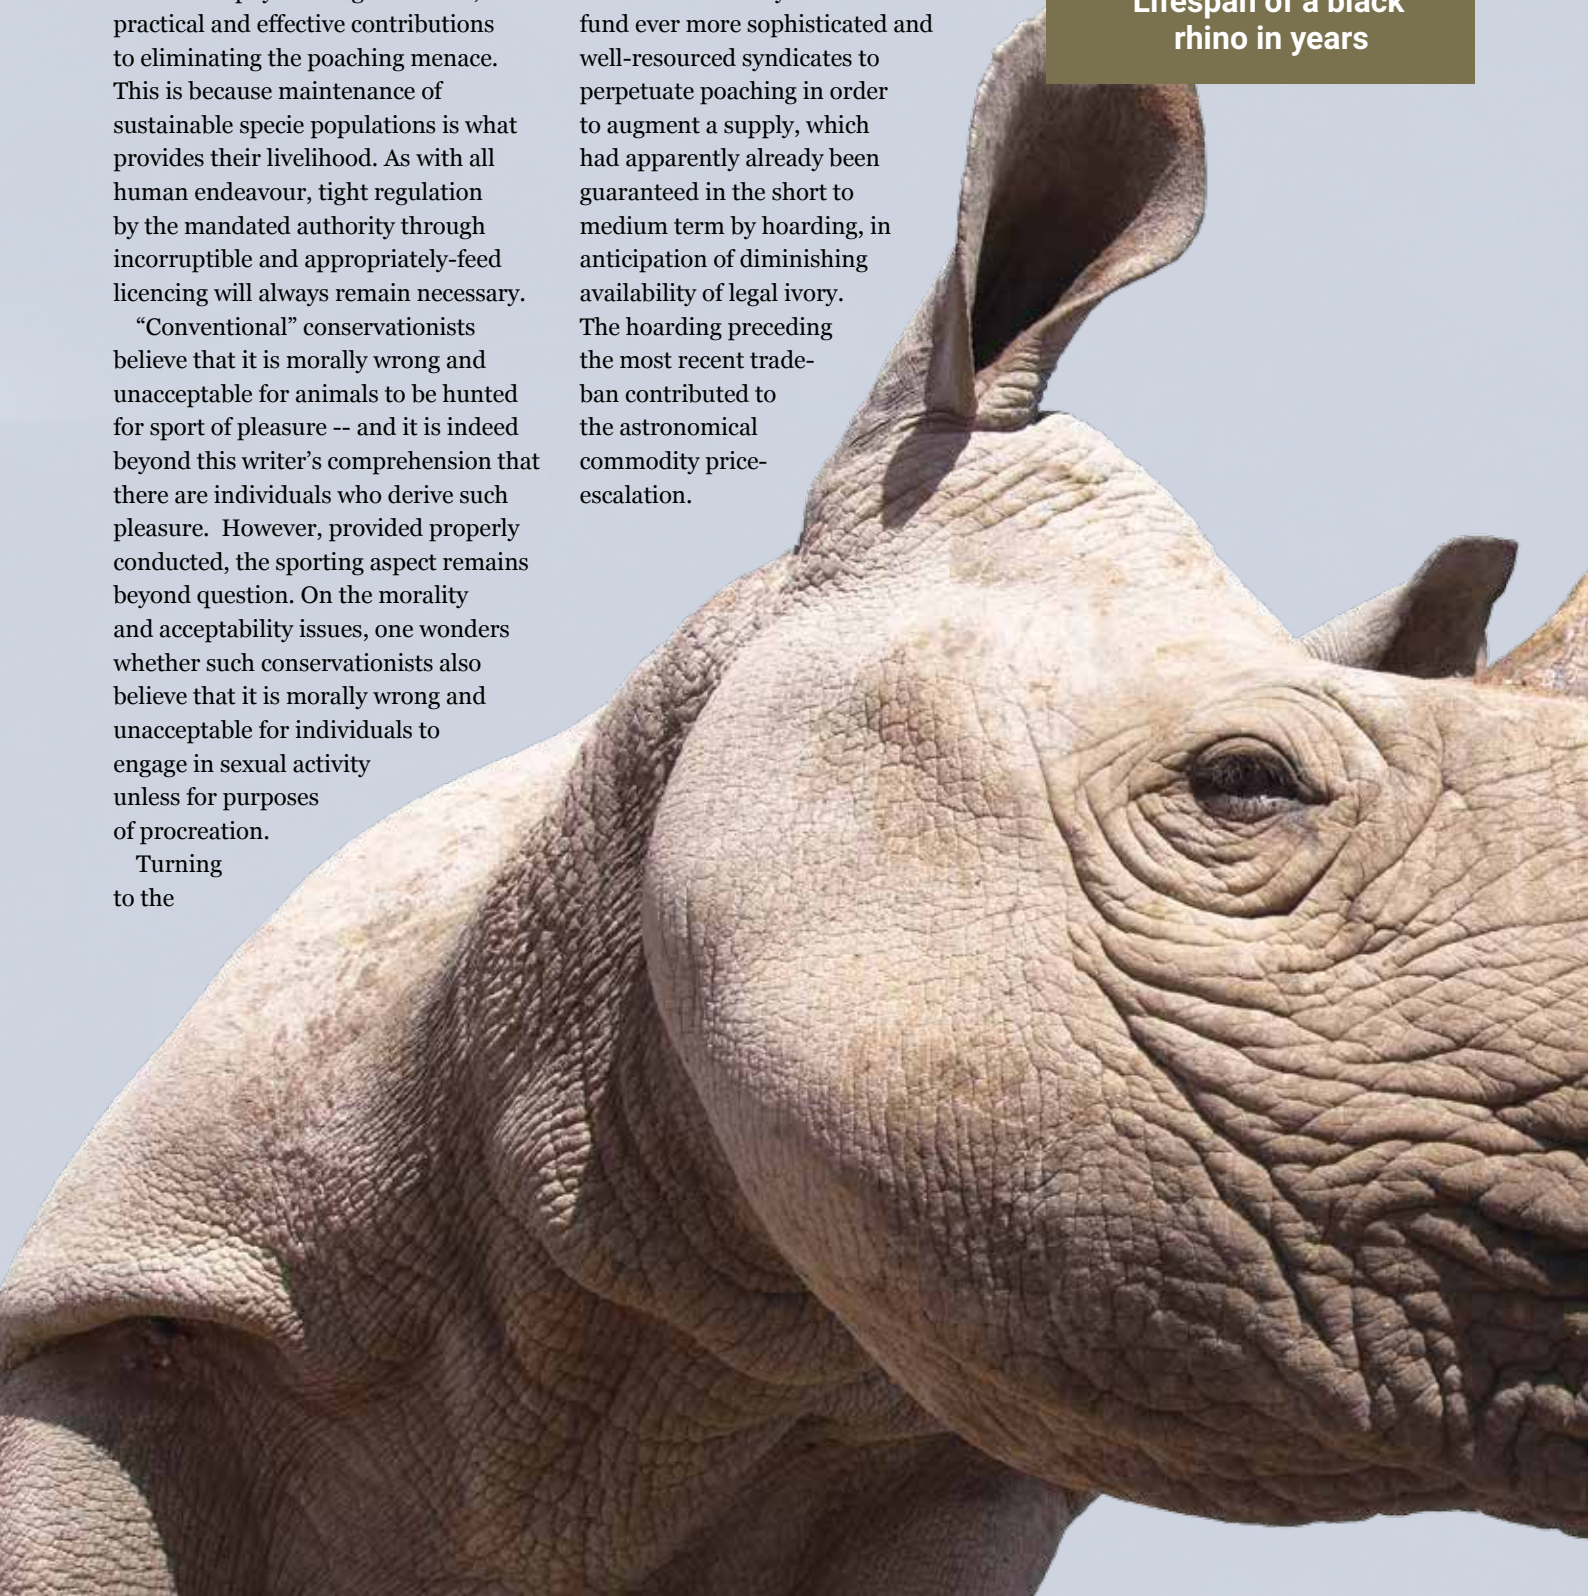 practical and effective contributions
to eliminating the poaching menace.
This is because maintenance of
sustainable specie populations is what
provides their livelihood. As with all
human endeavour, tight regulation
by the mandated authority through
incorruptible and appropriately-feed
licencing will always remain necessary.
“Conventional” conservationists
believe that it is morally wrong and
unacceptable for animals to be hunted
for sport of pleasure -- and it is indeed
beyond this writer’s comprehension that
there are individuals who derive such
pleasure.  However, provided properly
conducted, the sporting aspect remains
beyond question. On the morality
and acceptability issues, one wonders
whether such conservationists also
believe that it is morally wrong and
unacceptable for individuals to
engage in sexual activity
unless for purposes
of procreation.
Turning
to the
fund ever more sophisticated and
well-resourced syndicates to
perpetuate poaching in order
to augment a supply, which
had apparently already been
guaranteed in the short to
medium term by hoarding, in
anticipation of diminishing
availability of legal ivory.
The hoarding preceding
the most recent trade-
ban contributed to
the astronomical
commodity price-
escalation.
Lifespan of a black
rhino in years